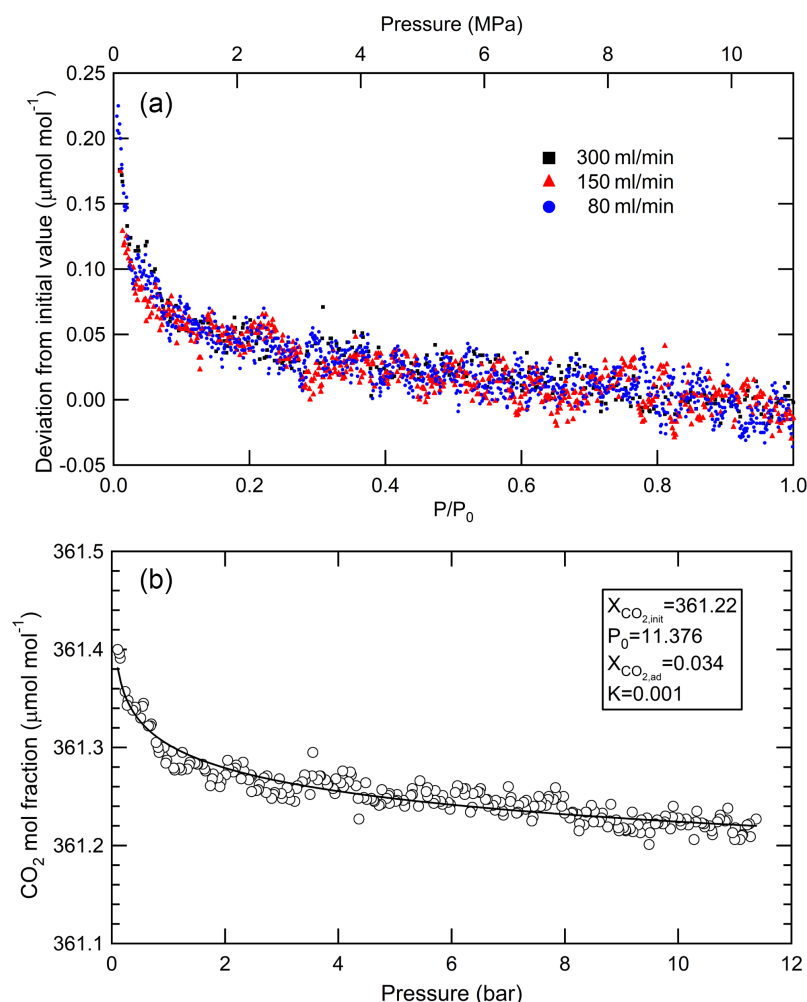 Pressure (MPa)
0 2 4 6 8 10
(a)
300 ml/min
150 ml/min
80 ml/min
Deviation from initial value (μmol mol⁻¹)
0.25
0.20
0.15
0.10
0.05
0.00
-0.05
0.0 0.2 0.4 0.6 0.8 1.0
P/P₀
(b)
X_CO₂,init=361.22
P₀=11.376
X_CO₂,ad=0.034
K=0.001
CO₂ mol fraction (μmol mol⁻¹)
361.5
361.4
361.3
361.2
361.1
0 2 4 6 8 10 12
Pressure (bar)